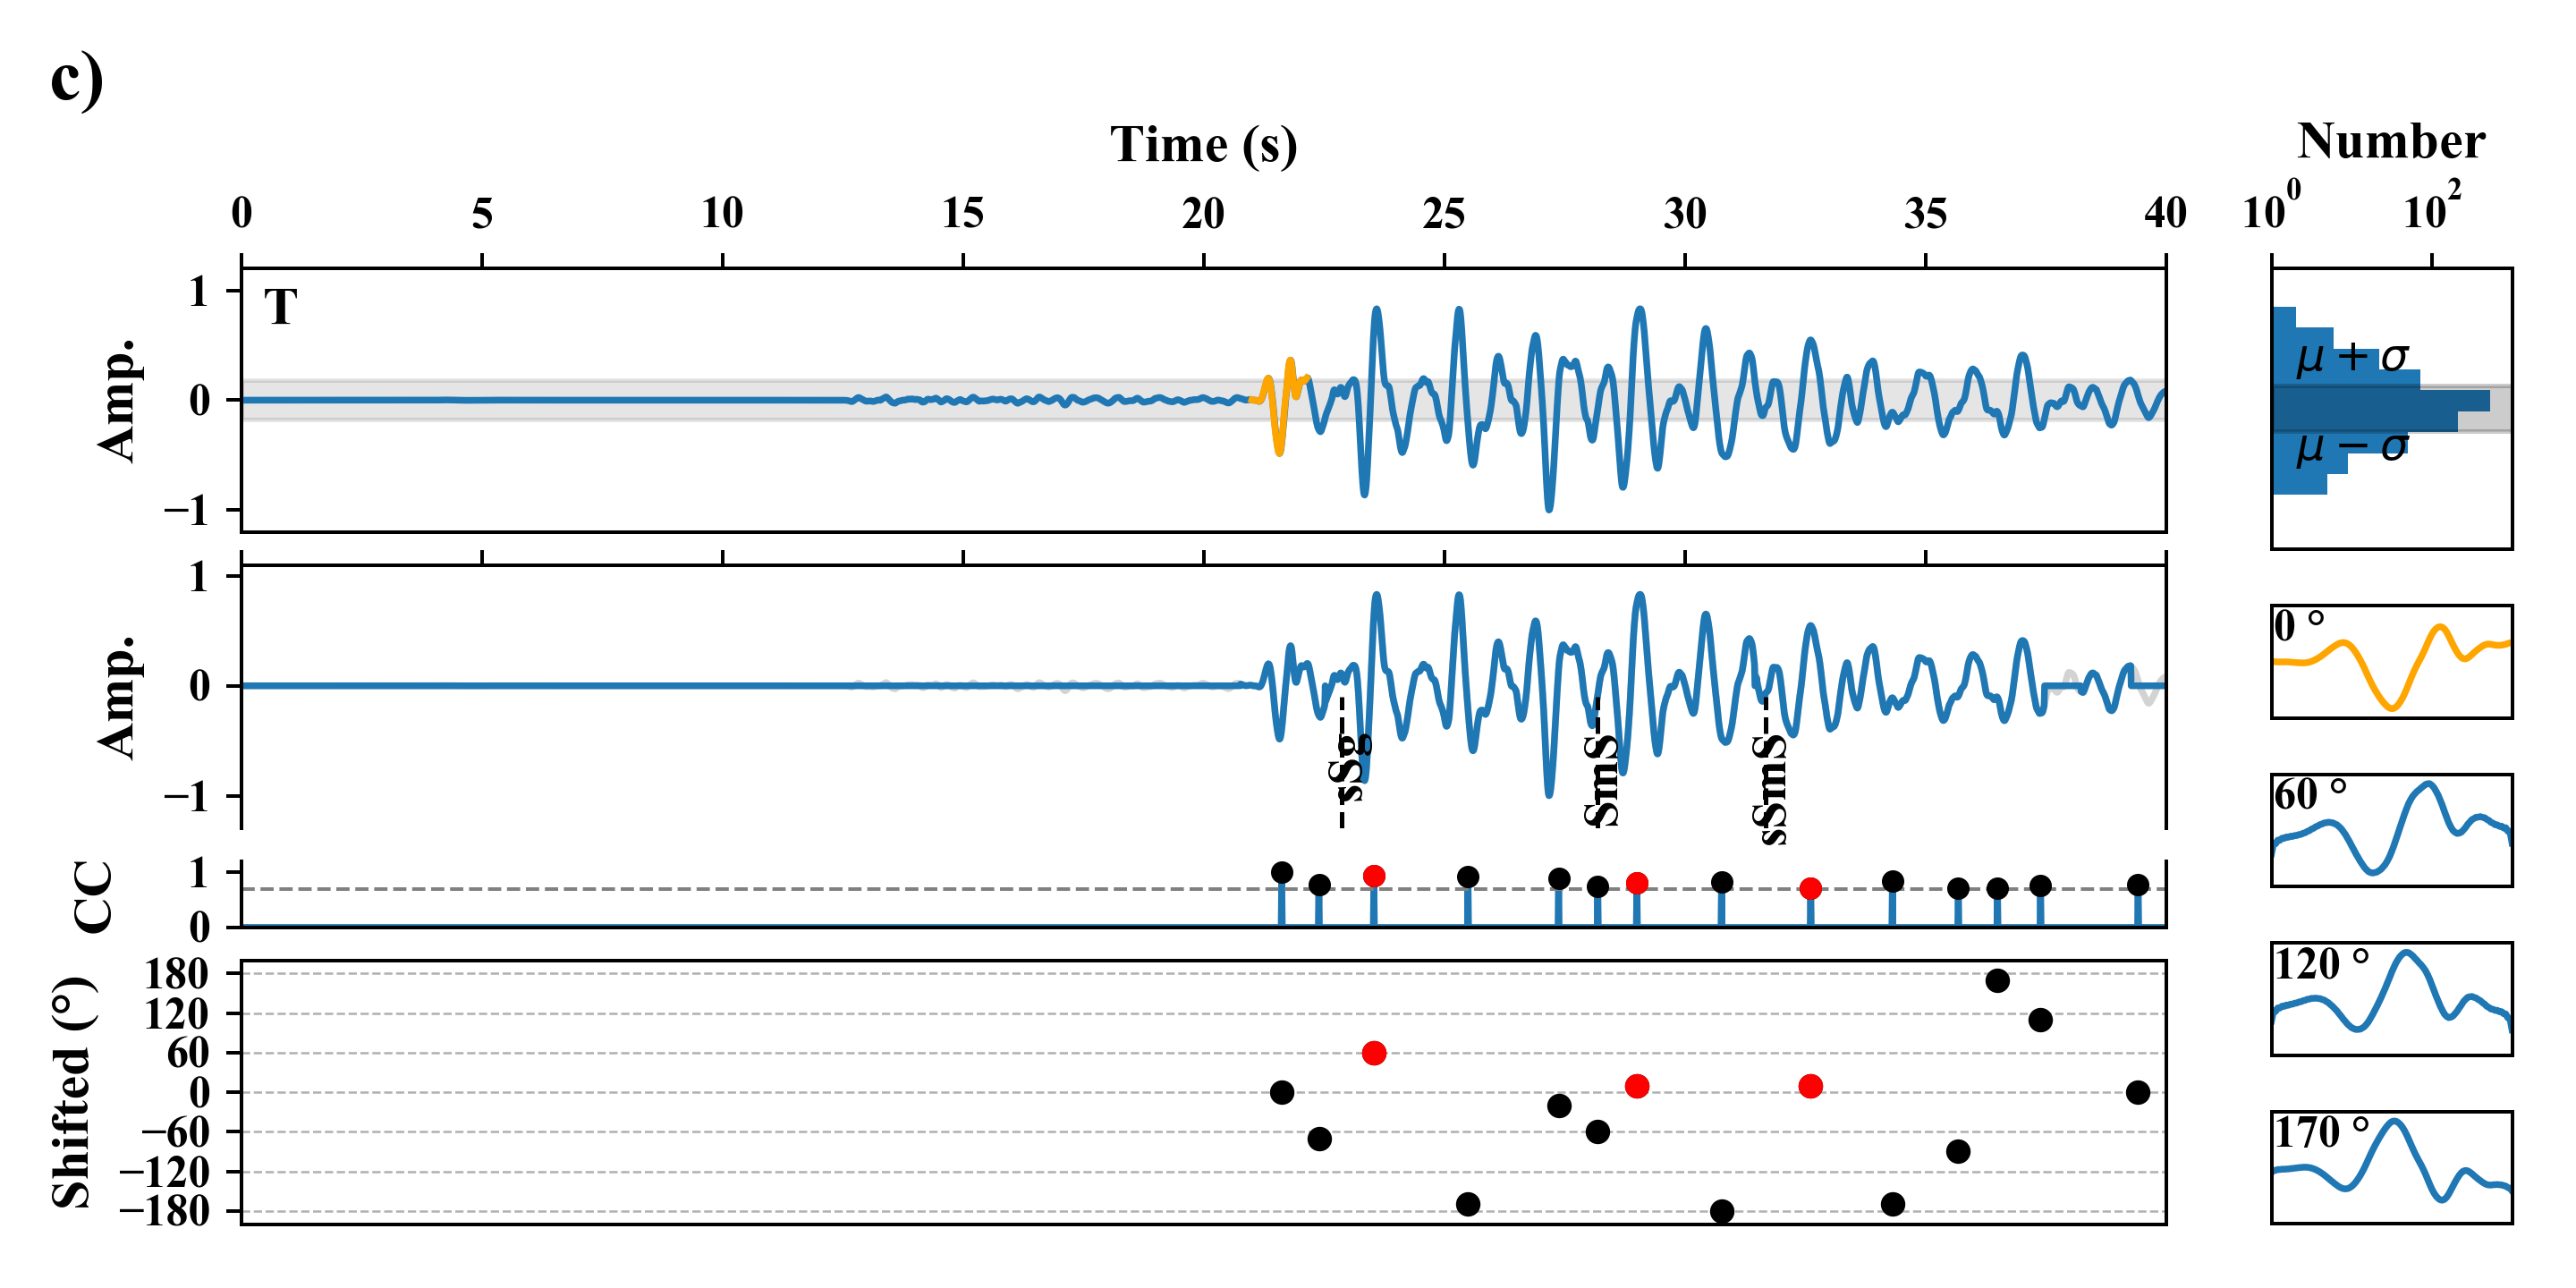 c)
Time (s)
Number
0 5 10 15 20 25 30 35 40
10^0 10^2
T
Amp.
1
0
−1
μ + σ
μ − σ
Amp.
1
0
−1
sSg
SmS
sSmS
0 °
60 °
CC
1
0
120 °
Shifted (°)
180
120
60
0
−60
−120
−180
170 °